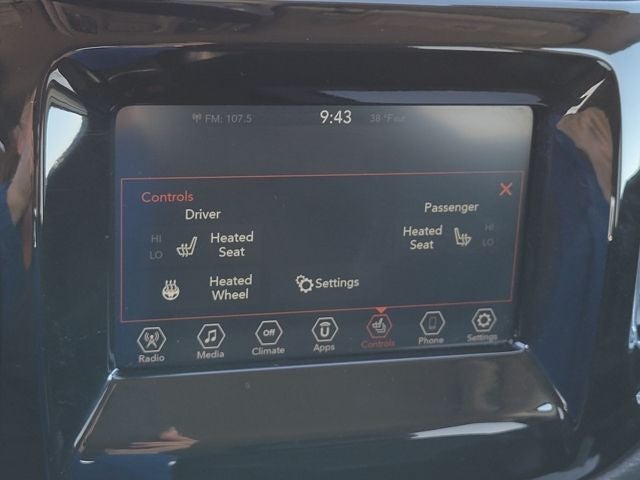 FM: 107.5 9:43 38 °F out
Controls
Driver Passenger
HI Heated Heated HI
LO Seat Seat LO
Heated Settings
Wheel
Radio Media Off Climate Apps Controls Phone Settings